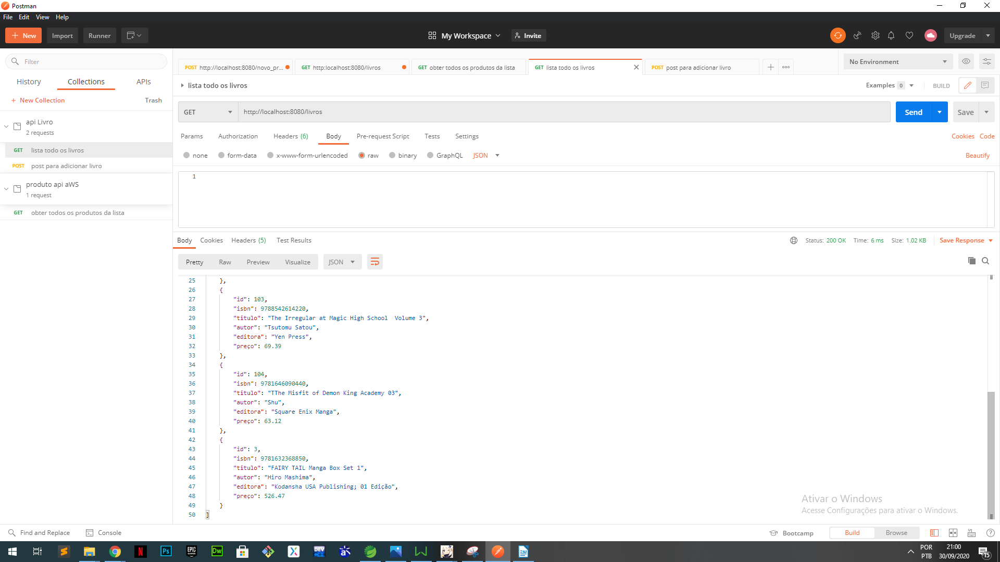 Postman
File Edit View Help
New Import Runner My Workspace Invite Upgrade
Filter
History Collections APIs
New Collection Trash
api Livro
2 requests
GET lista todo os livros
POST post para adicionar livro
produto api aWS
1 request
GET obter todos os produtos da lista
POST http://localhost:8080/novo_pr... GET http:localhost:8080/livros GET obter todos os produtos da lista GET lista todo os livros POST post para adicionar livro No Environment
lista todo os livros Examples 0 BUILD
GET http://localhost:8080/livros Send Save
Params Authorization Headers (6) Body Pre-request Script Tests Settings Cookies Code
none form-data x-www-form-urlencoded raw binary GraphQL JSON Beautify
1
Body Cookies Headers (5) Test Results Status: 200 OK Time: 6 ms Size: 1.02 KB Save Response
Pretty Raw Preview Visualize JSON
25 },
26 {
27 "id": 103,
28 "isbn": 9788542614220,
29 "titulo": "The Irregular at Magic High School  Volume 3",
30 "autor": "Tsutomu Satou",
31 "editora": "Yen Press",
32 "preço": 69.39
33 },
34 {
35 "id": 104,
36 "isbn": 9781646090440,
37 "titulo": "TThe Misfit of Demon King Academy 03",
38 "autor": "Shu",
39 "editora": "Square Enix Manga",
40 "preço": 63.12
41 },
42 {
43 "id": 3,
44 "isbn": 9781632368850,
45 "titulo": "FAIRY TAIL Manga Box Set 1",
46 "autor": "Hiro Mashima",
47 "editora": "Kodansha USA Publishing; 01 Edição",
48 "preço": 526.47
49 }
50 ]
Ativar o Windows
Acesse Configurações para ativar o Windows.
Find and Replace Console Bootcamp Build Browse
N Ps EPIC GAMES Dw DEV C++ POR PTB 21:00 30/09/2020 15